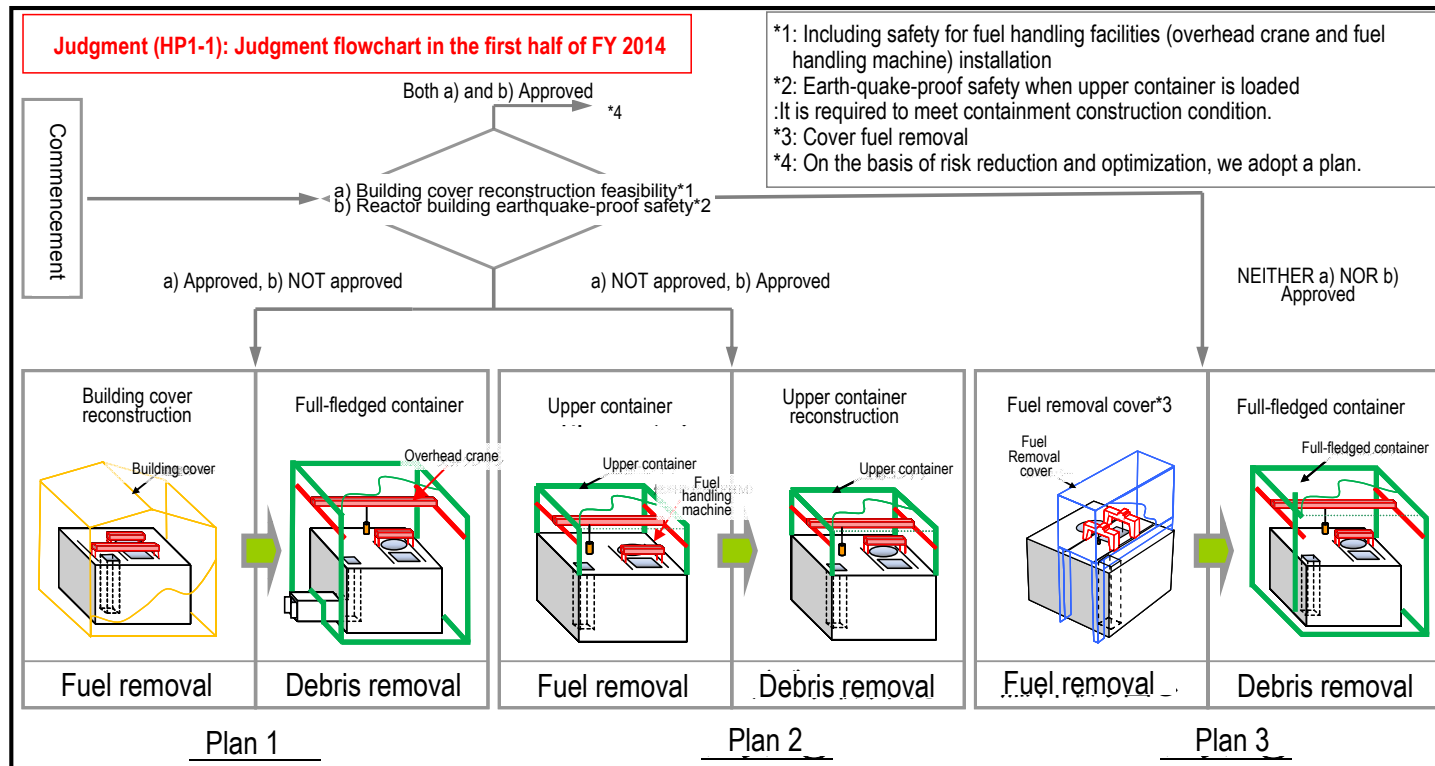 Judgment (HP1-1): Judgment flowchart in the first half of FY 2014
*1: Including safety for fuel handling facilities (overhead crane and fuel
handling machine) installation
*2: Earth-quake-proof safety when upper container is loaded
:It is required to meet containment construction condition.
*3: Cover fuel removal
*4: On the basis of risk reduction and optimization, we adopt a plan.
Both a) and b) Approved
*4
Commencement
a) Building cover reconstruction feasibility*1
b) Reactor building earthquake-proof safety*2
a) Approved, b) NOT approved
a) NOT approved, b) Approved
NEITHER a) NOR b)
Approved
Building cover
reconstruction
Building cover
Fuel removal
Full-fledged container
Overhead crane
Debris removal
Plan 1
Upper container
Upper container
Fuel
handling
machine
Fuel removal
Upper container
reconstruction
Upper container
Debris removal
Plan 2
Fuel removal cover*3
Fuel
Removal
cover
Fuel removal
Full-fledged container
Full-fledged container
Debris removal
Plan 3